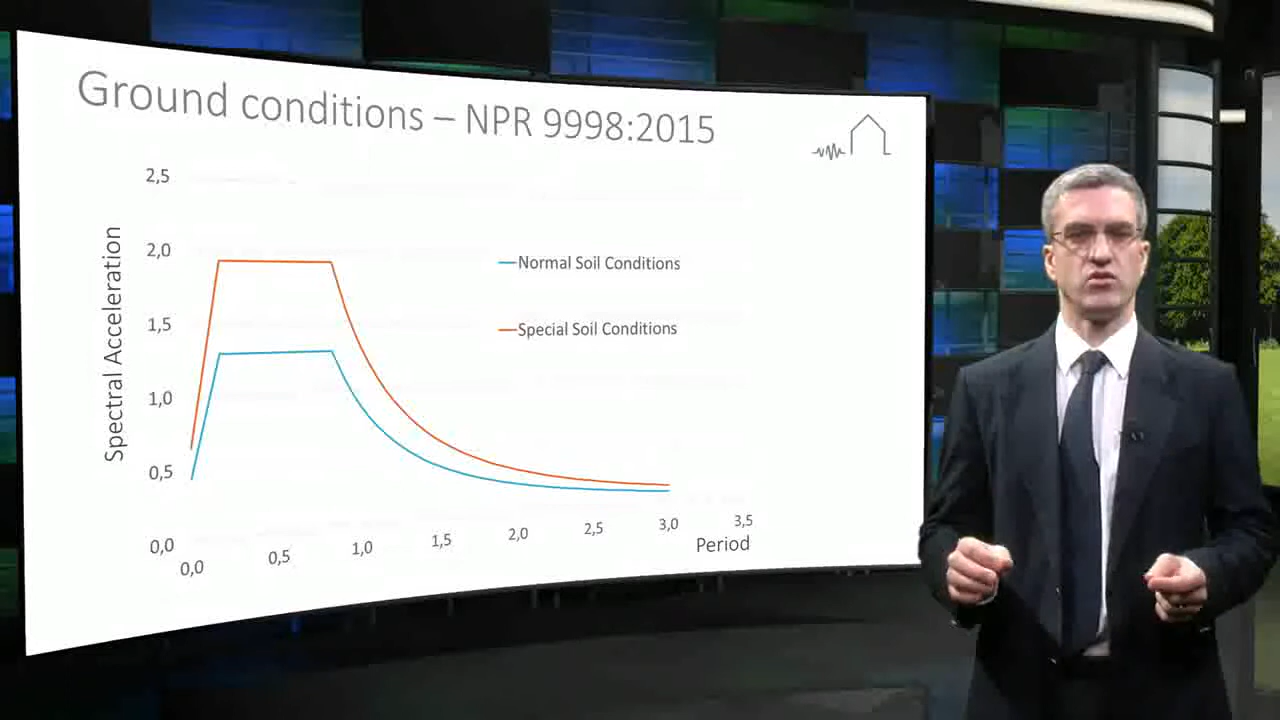 Ground conditions – NPR 9998:2015
2,5
2,0
1,5
1,0
0,5
0,0
Spectral Acceleration
Normal Soil Conditions
Special Soil Conditions
0,0
0,5
1,0
1,5
2,0
2,5
3,0
3,5
Period